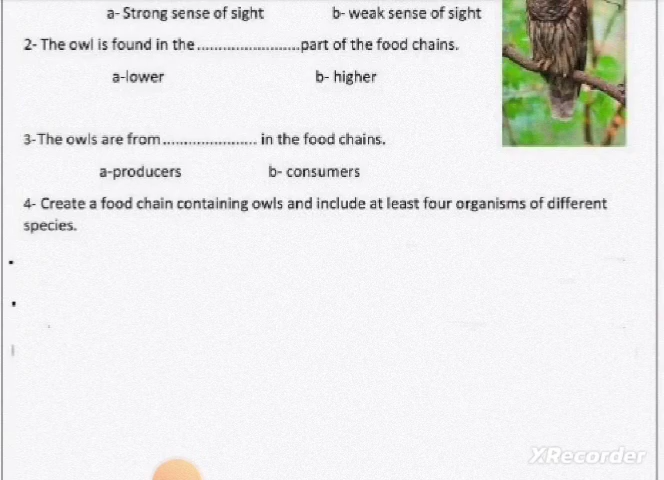 a- Strong sense of sight b- weak sense of sight
2- The owl is found in the ........................... part of the food chains.
a-lower b- higher
3-The owls are from ......................... in the food chains.
a-producers b- consumers
4- Create a food chain containing owls and include at least four organisms of different
species.
XRecorder